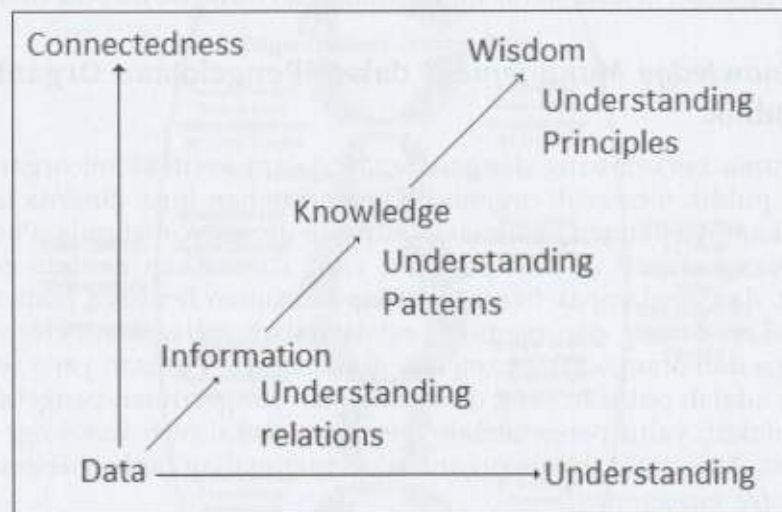 Connectedness
Wisdom
Understanding
Principles
Knowledge
Understanding
Patterns
Information
Understanding
relations
Data
Understanding